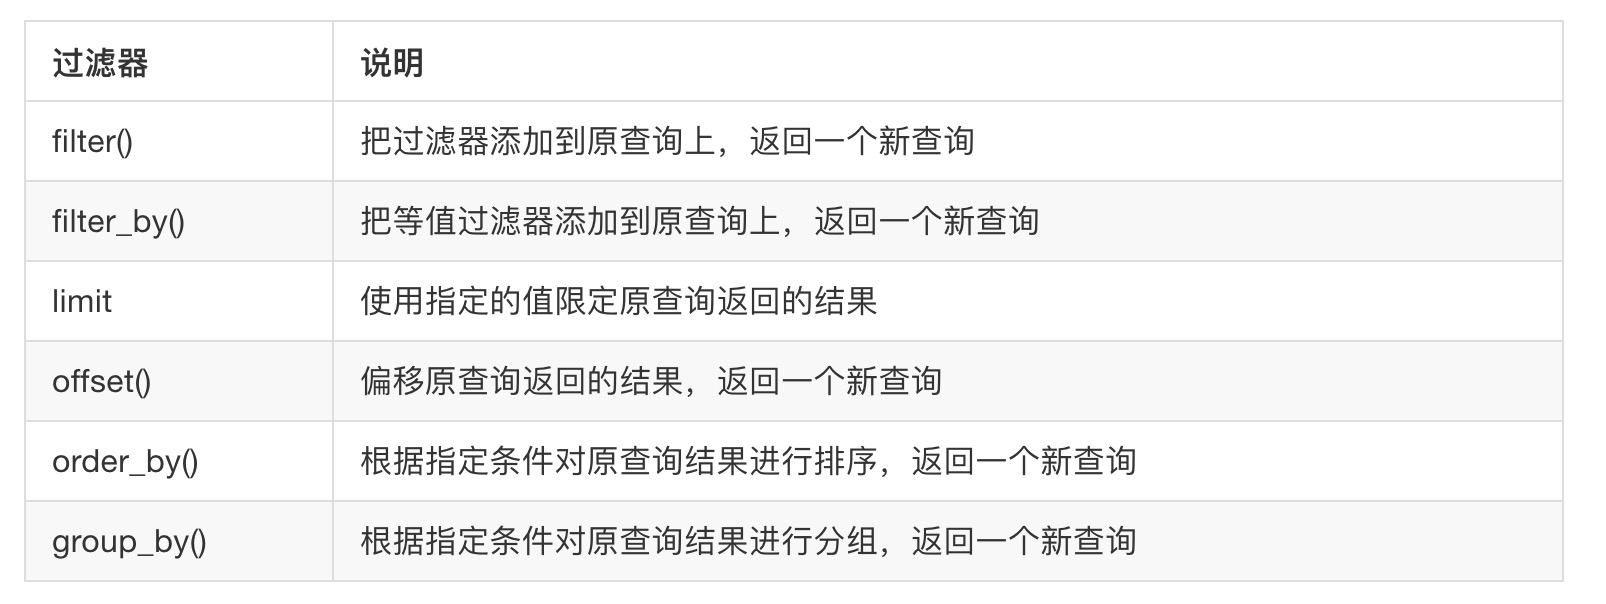 过滤器 说明
filter() 把过滤器添加到原查询上，返回一个新查询
filter_by() 把等值过滤器添加到原查询上，返回一个新查询
limit 使用指定的值限定原查询返回的结果
offset() 偏移原查询返回的结果，返回一个新查询
order_by() 根据指定条件对原查询结果进行排序，返回一个新查询
group_by() 根据指定条件对原查询结果进行分组，返回一个新查询